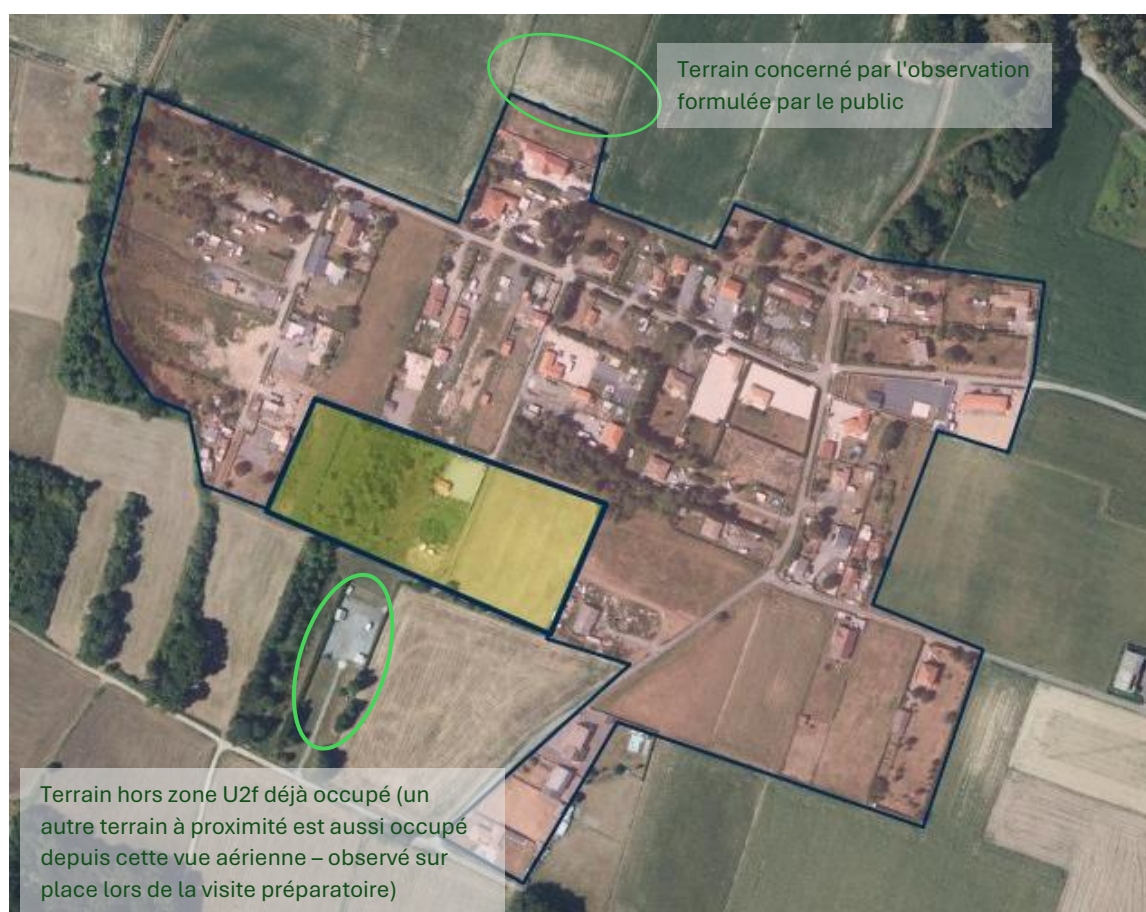 Terrain concerné par l'observation
formulée par le public
Terrain hors zone U2f déjà occupé (un
autre terrain à proximité est aussi occupé
depuis cette vue aérienne – observé sur
place lors de la visite préparatoire)